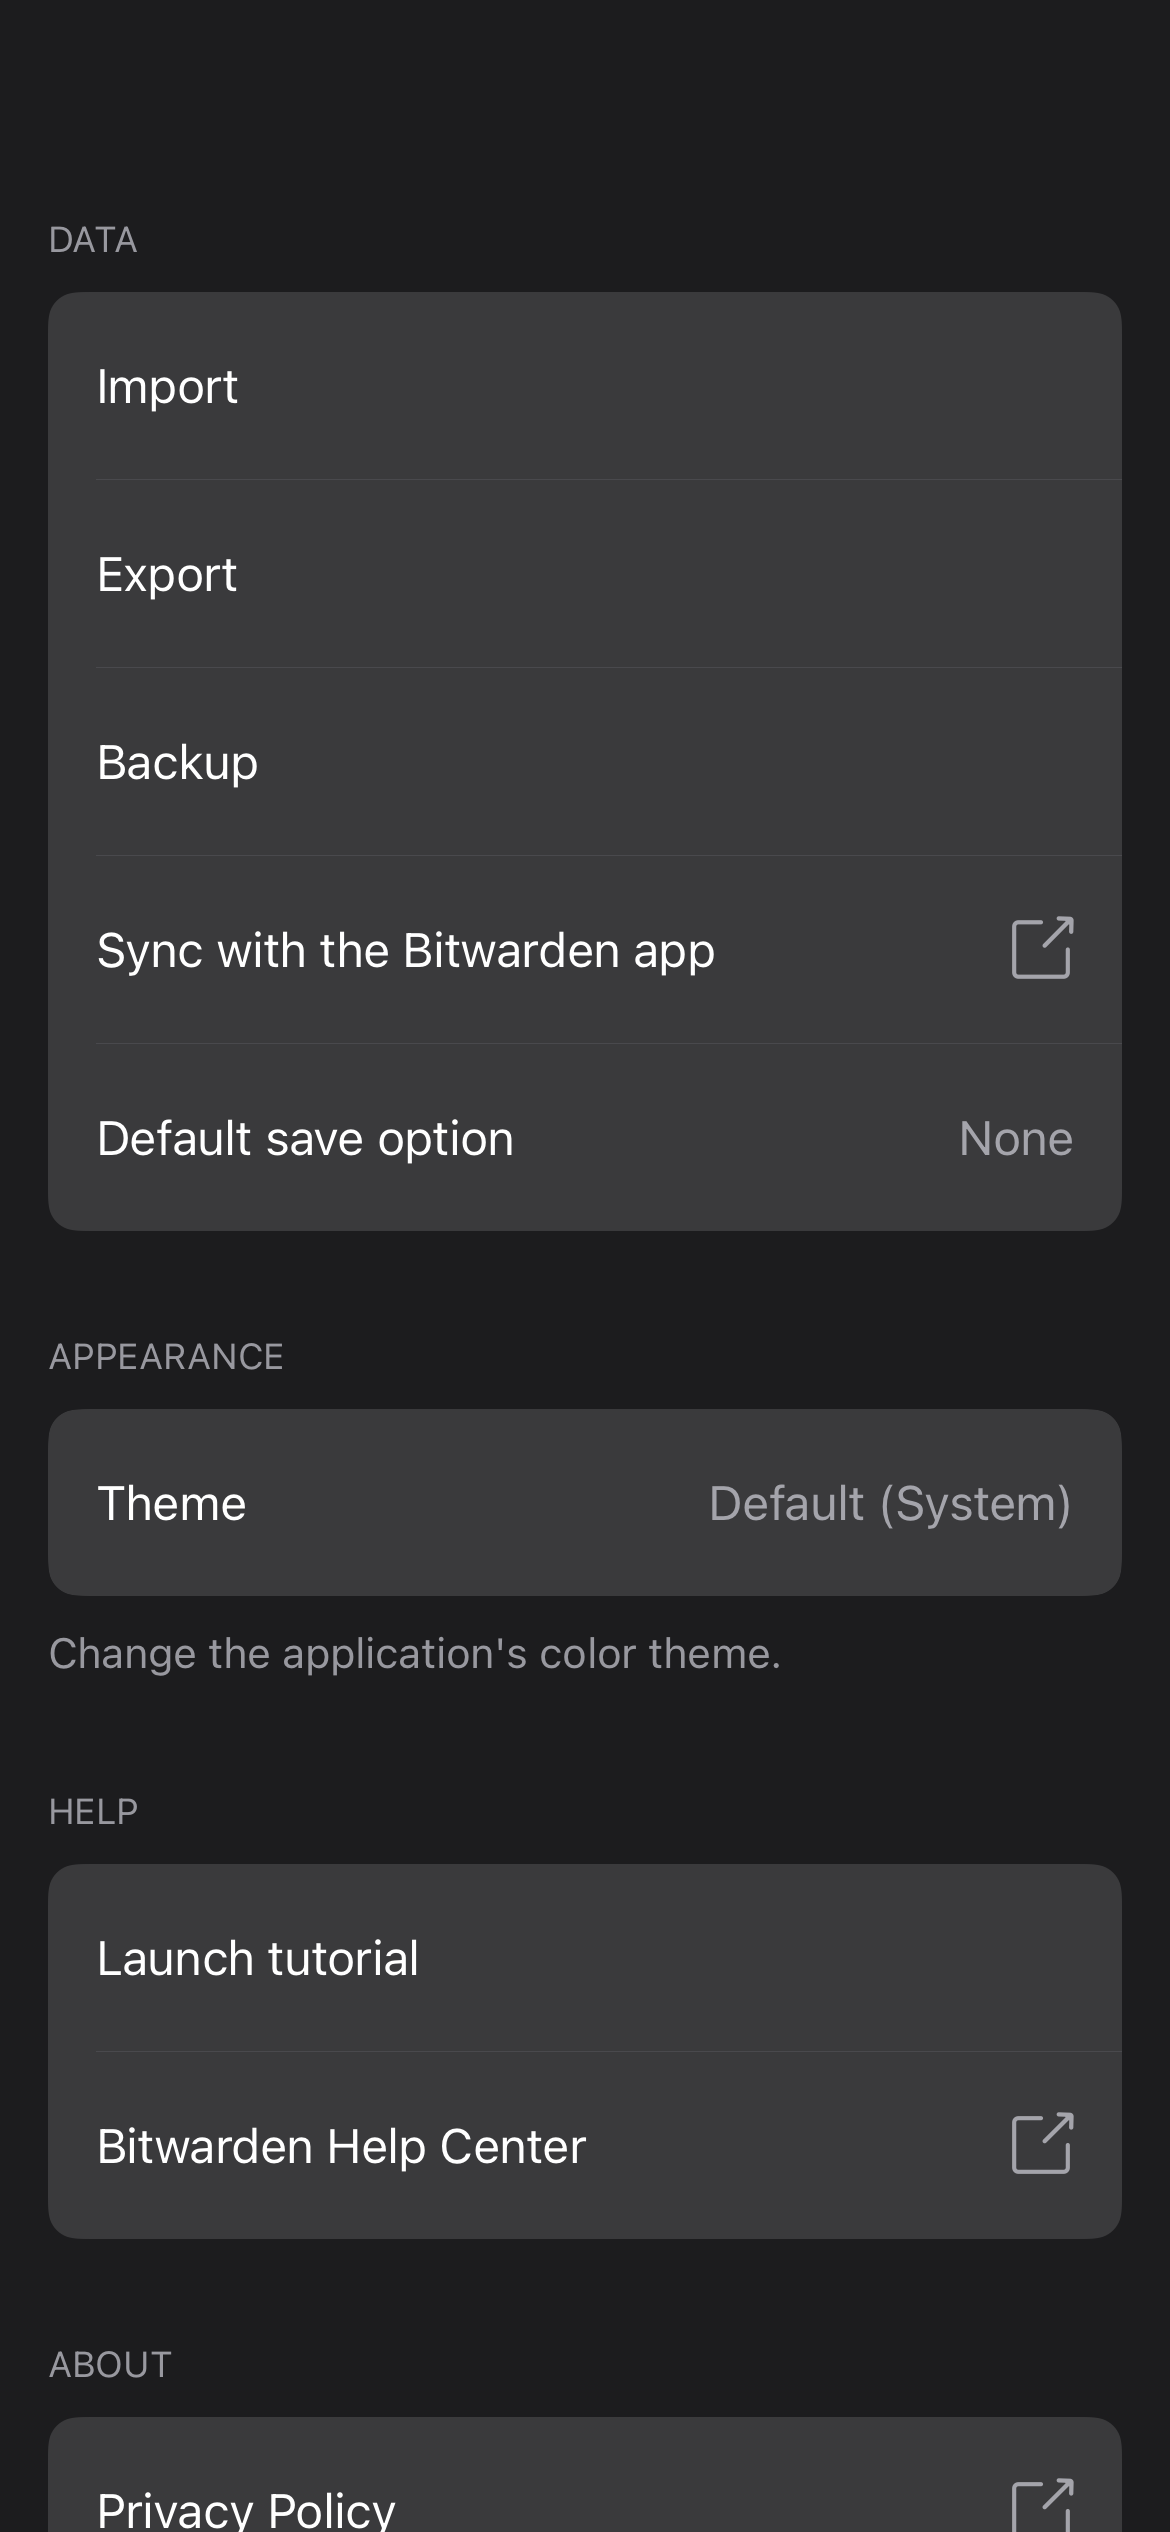 DATA
Import
Export
Backup
Sync with the Bitwarden app
Default save option None
APPEARANCE
Theme Default (System)
Change the application's color theme.
HELP
Launch tutorial
Bitwarden Help Center
ABOUT
Privacy Policy